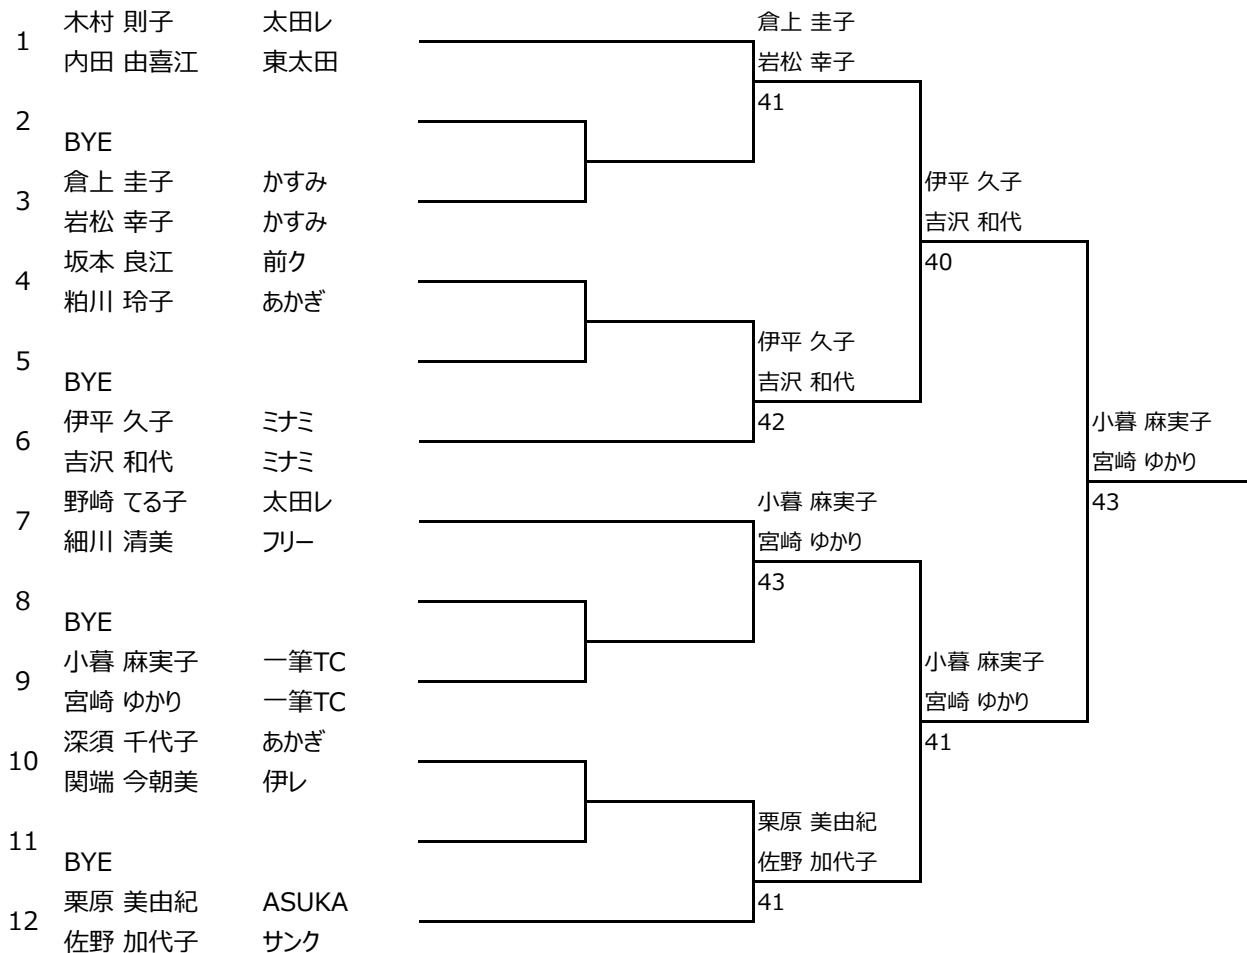 木村 則子 太田レ
1
内田 由喜江 東太田
2
BYE
倉上 圭子 かすみ
3
岩松 幸子 かすみ
坂本 良江 前ク
4
粕川 玲子 あかぎ
5
BYE
伊平 久子 ミナミ
6
吉沢 和代 ミナミ
野崎 てる子 太田レ
7
細川 清美 フリー
8
BYE
小暮 麻実子 一筆TC
9
宮崎 ゆかり 一筆TC
深須 千代子 あかぎ
10
関端 今朝美 伊レ
11
BYE
栗原 美由紀 ASUKA
12
佐野 加代子 サンク
倉上 圭子
岩松 幸子
41
伊平 久子
吉沢 和代
42
小暮 麻実子
宮崎 ゆかり
43
栗原 美由紀
佐野 加代子
41
伊平 久子
吉沢 和代
40
小暮 麻実子
宮崎 ゆかり
41
小暮 麻実子
宮崎 ゆかり
43